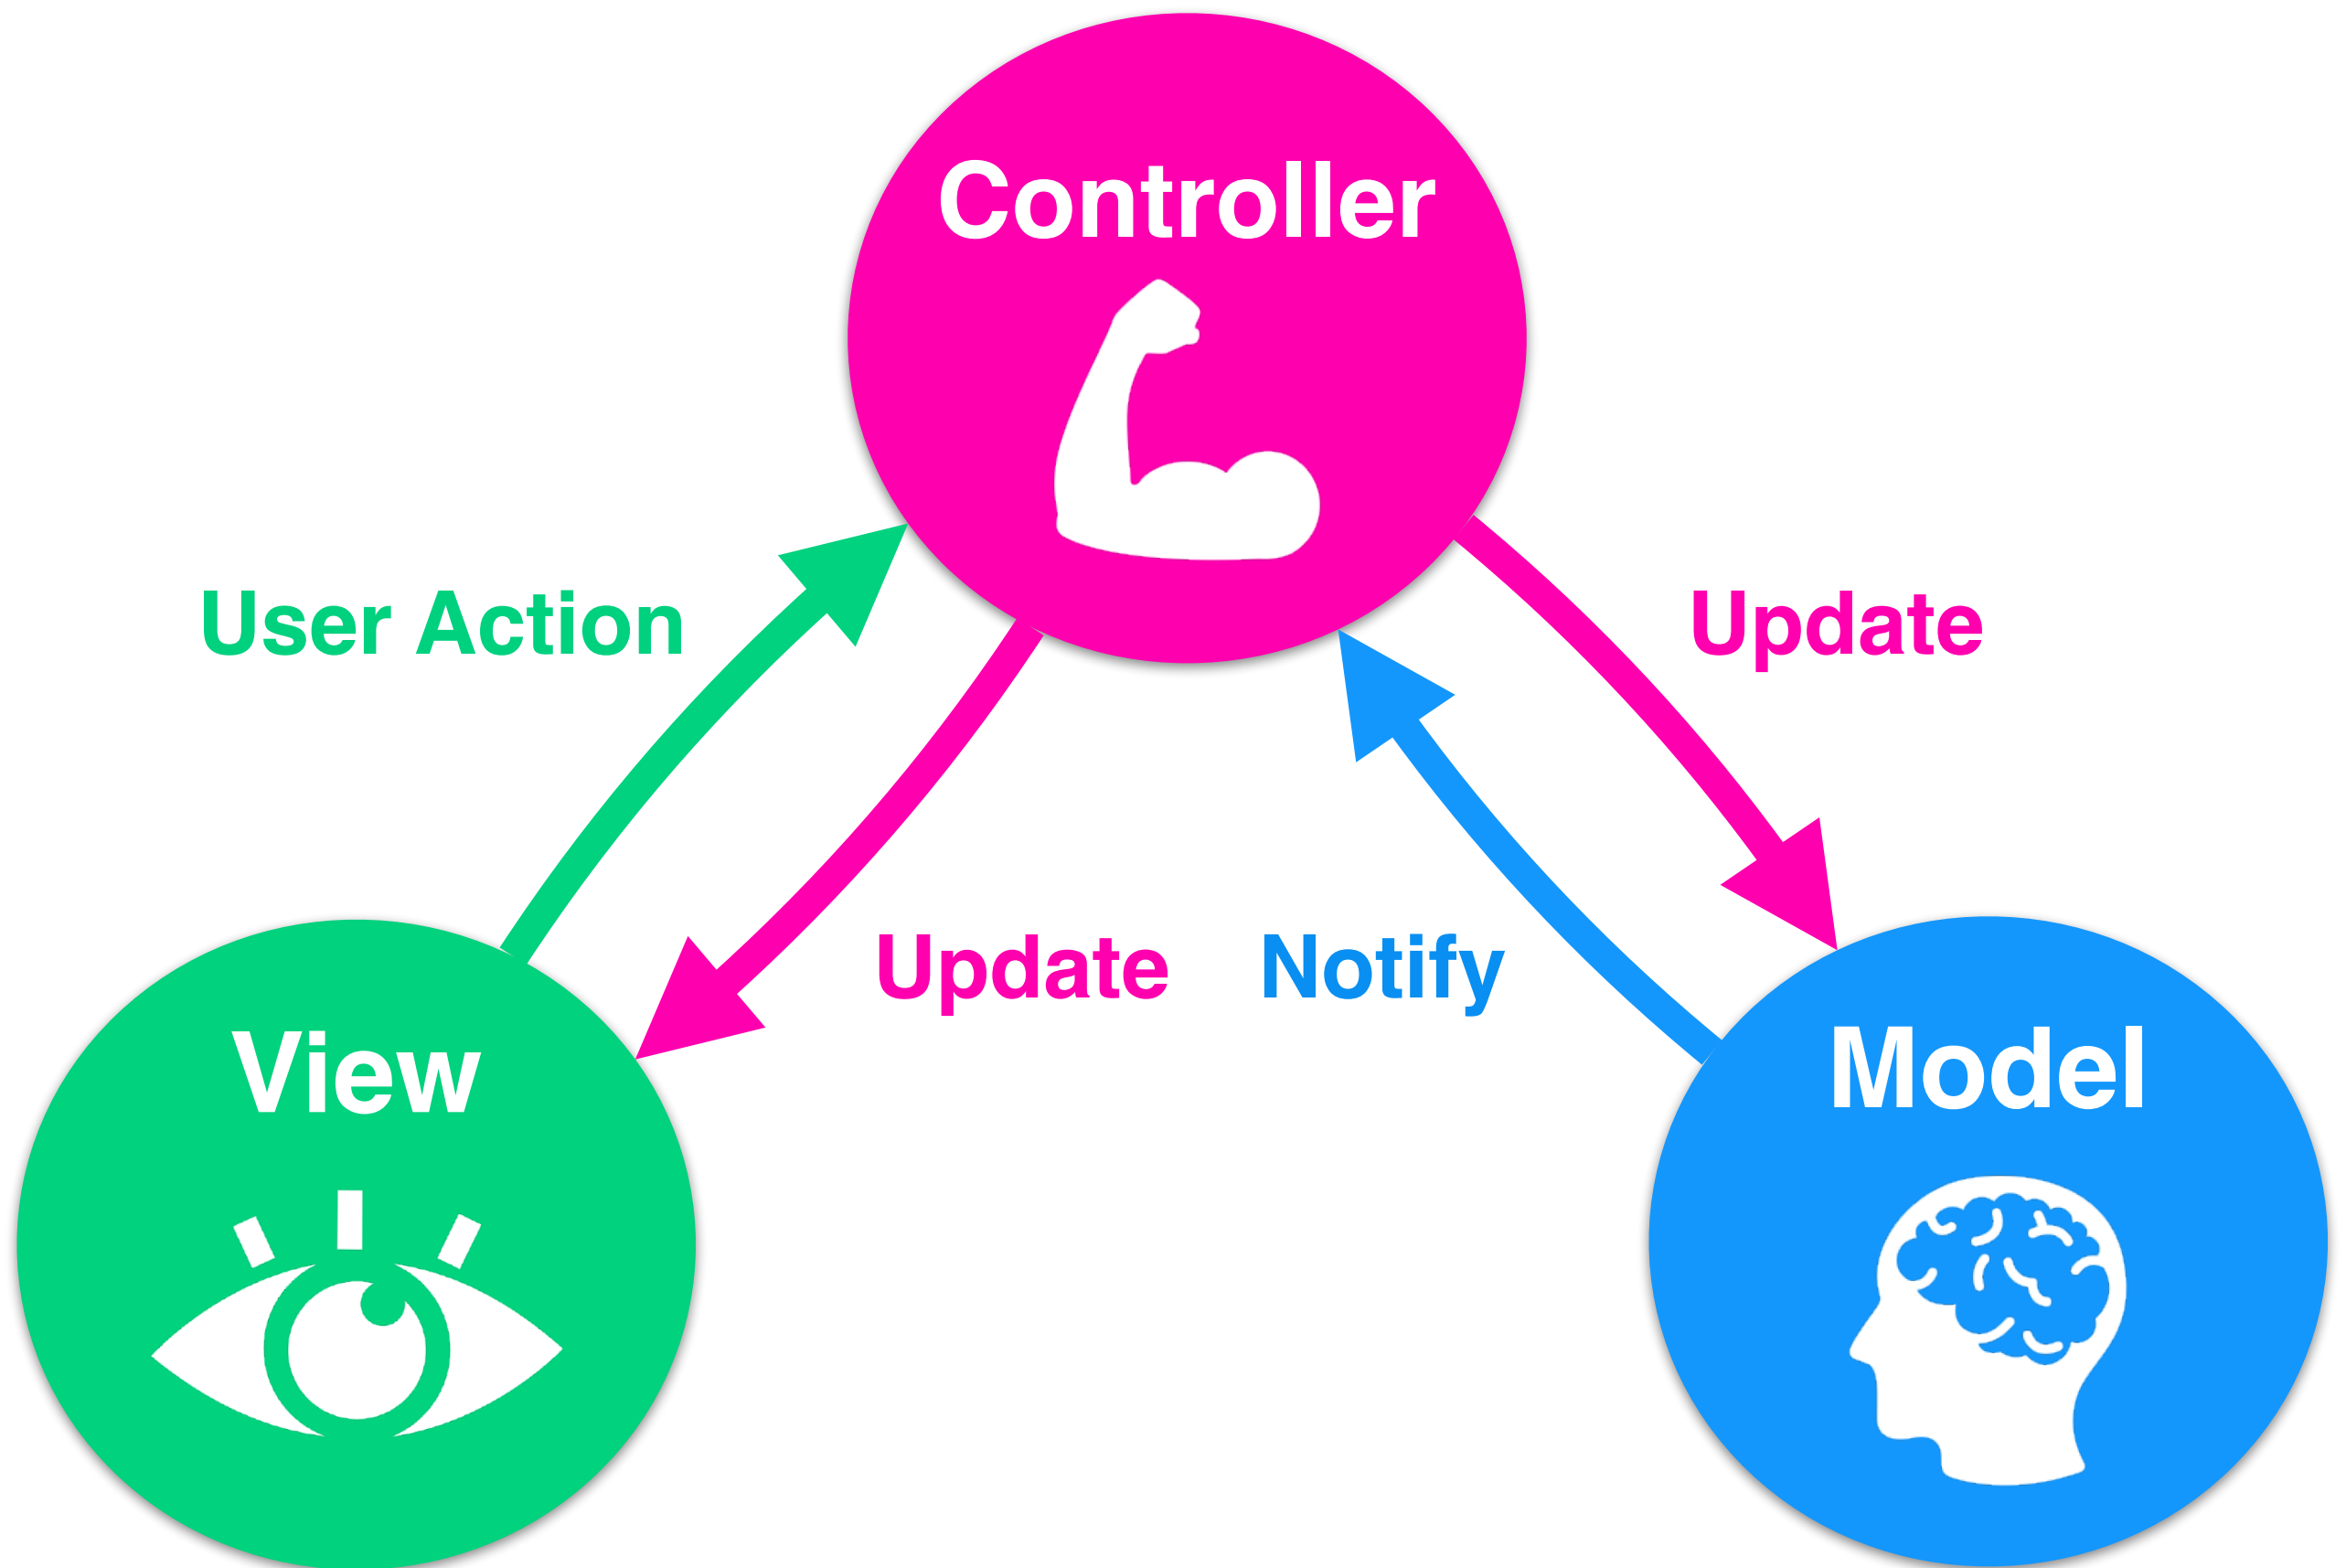 Controller
User Action
Update
Update
Notify
View
Model